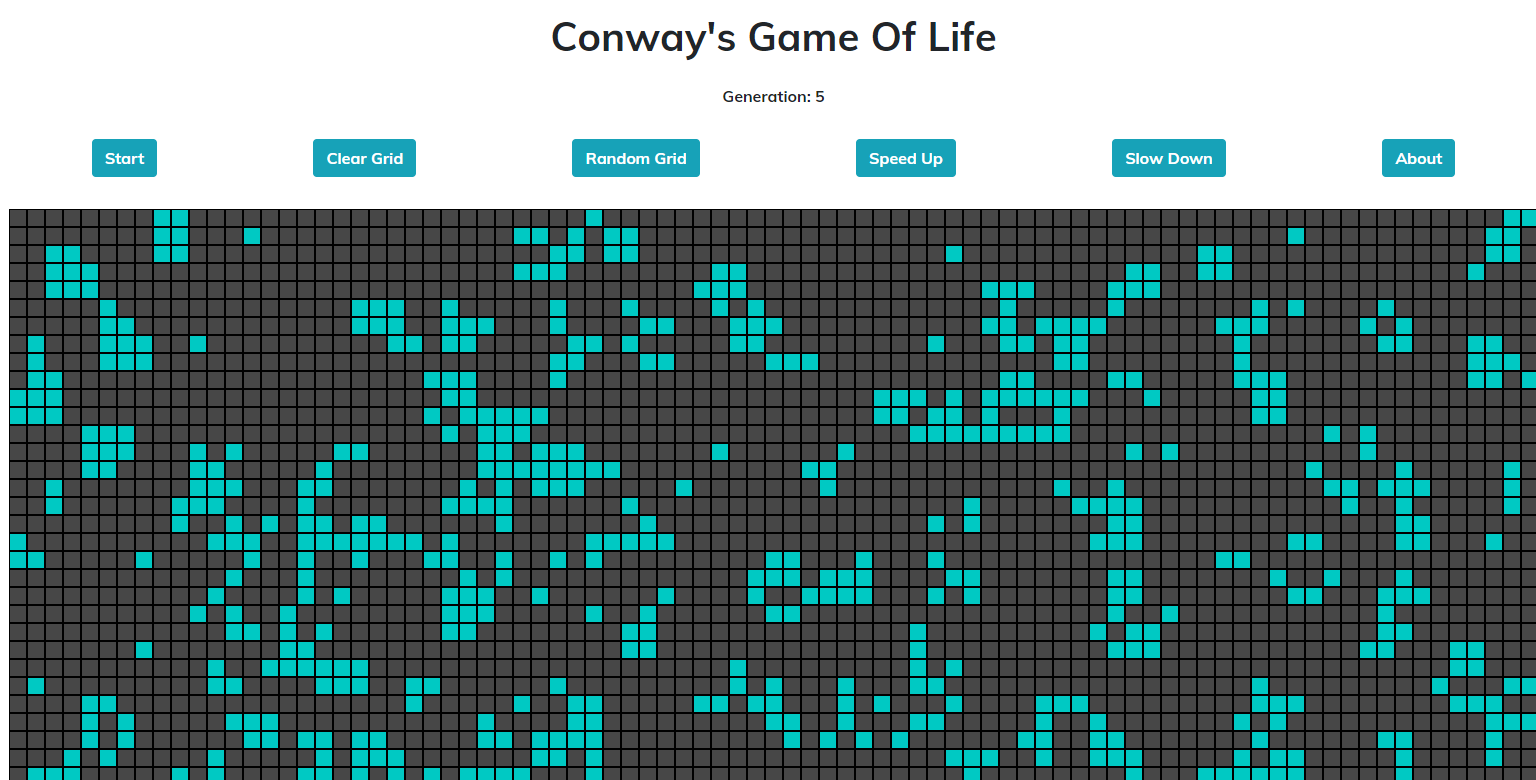 Conway's Game Of Life
Generation: 5
Start Clear Grid Random Grid Speed Up Slow Down About